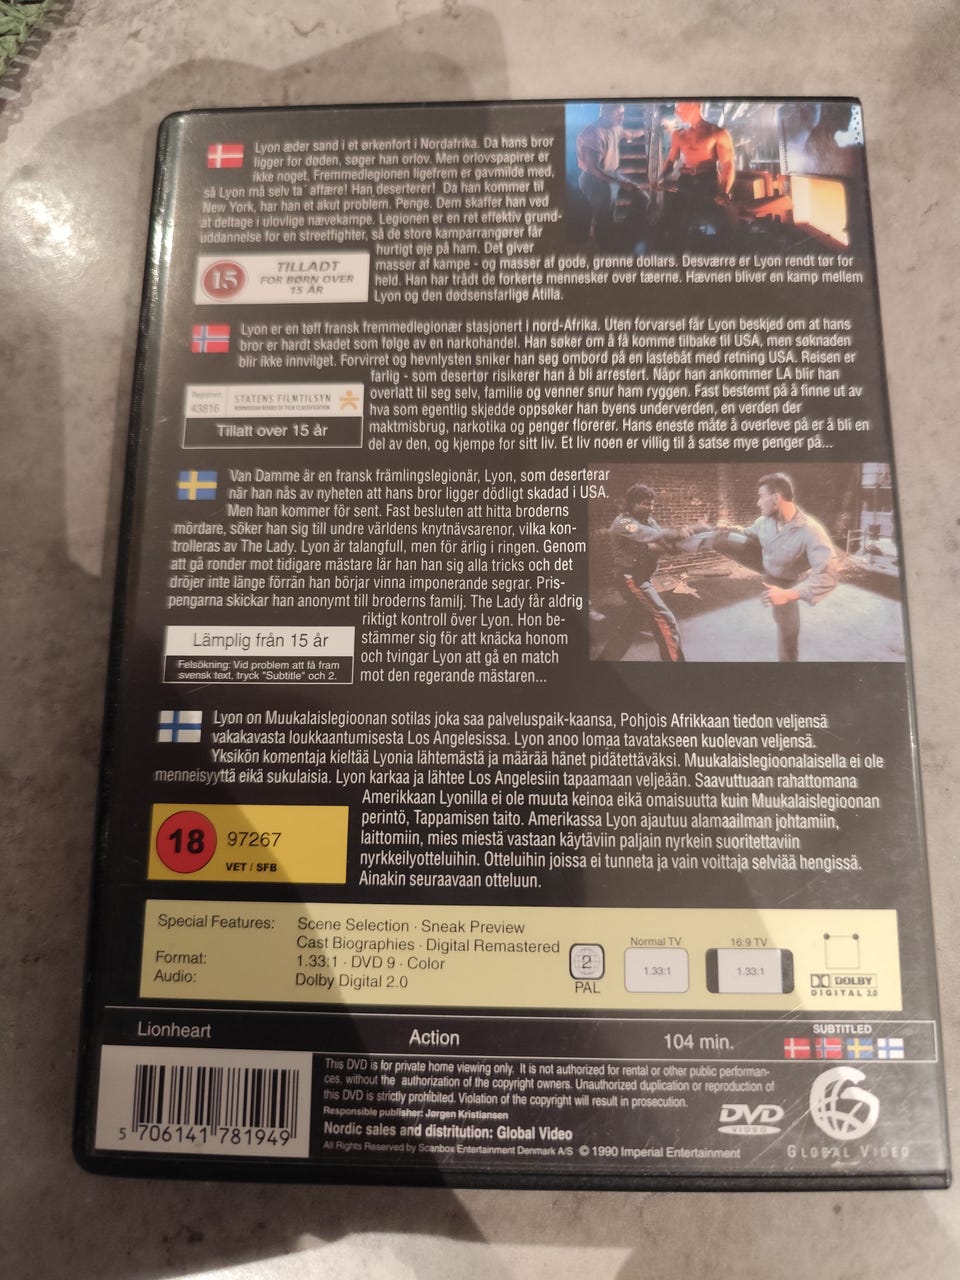 Lyon æder sand i et ørkenfort i Nordafrika. Da hans bror
ligger for døden, søger han orlov. Men orlovspapirer er
ikke noget, Fremmedlegionen ligefrem er gavmilde med,
så Lyon må selv ta´ affære! Han deserterer! Da han kommer til
New York, har han et akut problem. Penge. Dem skaffer han ved
at deltage i ulovlige nævekampe. Legionen er en ret effektiv grund-
uddannelse for en streetfighter, så de store kamparrangører får
hurtigt øje på ham. Det giver
masser af kampe - og masser af gode, grønne dollars. Desværre er Lyon rendt tør for
held. Han har trådt de forkerte mennesker over tæerne. Hævnen bliver en kamp mellem
Lyon og den dødsensfarlige Atilla.
15
TILLADT
FOR BØRN OVER
15 ÅR
Lyon er en tøff fransk fremmedlegionær stasjonert i nord-Afrika. Uten forvarsel får Lyon beskjed om at hans
bror er hardt skadet som følge av en narkohandel. Han søker om å få komme tilbake til USA, men søknaden
blir ikke innvilget. Forvirret og hevnlysten sniker han seg ombord på en lastebåt med retning USA. Reisen er
farlig - som desertør risikerer han å bli arrestert. Nåpr han ankommer LA blir han
overlatt til seg selv, familie og venner snur ham ryggen. Fast bestemt på å finne ut av
hva som egentlig skjedde oppsøker han byens underverden, en verden der
maktmisbrug, narkotika og penger florerer. Hans eneste måte å overleve på er å bli en
del av den, og kjempe for sitt liv. Et liv noen er villig til å satse mye penger på...
Registrert
43816
STATENS FILMTILSYN
NORWEGIAN BOARD OF FILM CLASSIFICATION
Tillatt over 15 år
Van Damme är en fransk främlingslegionär, Lyon, som deserterar
när han nås av nyheten att hans bror ligger dödligt skadad i USA.
Men han kommer för sent. Fast besluten att hitta broderns
mördare, söker han sig till undre världens knytnävsarenor, vilka kon-
trolleras av The Lady. Lyon är talangfull, men för ärlig i ringen. Genom
att gå ronder mot tidigare mästare lär han han sig alla tricks och det
dröjer inte länge förrän han börjar vinna imponerande segrar. Pris-
pengarna skickar han anonymt till broderns familj. The Lady får aldrig
riktigt kontroll över Lyon. Hon be-
stämmer sig för att knäcka honom
och tvingar Lyon att gå en match
mot den regerande mästaren...
Lämplig från 15 år
Felsökning: Vid problem att få fram
svensk text, tryck "Subtitle" och 2.
Lyon on Muukalaislegioonan sotilas joka saa palveluspaik-kaansa, Pohjois Afrikkaan tiedon veljensä
vakakavasta loukkaantumisesta Los Angelesissa. Lyon anoo lomaa tavatakseen kuolevan veljensä.
Yksikön komentaja kieltää Lyonia lähtemästä ja määrää hänet pidätettäväksi. Muukalaislegioonalaisella ei ole
menneisyyttä eikä sukulaisia. Lyon karkaa ja lähtee Los Angelesiin tapaamaan veljeään. Saavuttuaan rahattomana
Amerikkaan Lyonilla ei ole muuta keinoa eikä omaisuutta kuin Muukalaislegioonan
perintö, Tappamisen taito. Amerikassa Lyon ajautuu alamaailman johtamiin,
laittomiin, mies miestä vastaan käytäviin paljain nyrkein suoritettaviin
nyrkkeilyotteluihin. Otteluihin joissa ei tunneta ja vain voittaja selviää hengissä.
Ainakin seuraavaan otteluun.
18
97267
VET / SFB
Special Features: Scene Selection · Sneak Preview
Cast Biographies · Digital Remastered
Format: 1.33:1 · DVD 9 · Color
Audio: Dolby Digital 2.0
2
PAL
Normal TV
1.33:1
16:9 TV
1.33:1
DOLBY
DIGITAL 2.0
Lionheart
Action
104 min.
SUBTITLED
5 706141 781949
This DVD is for private home viewing only. It is not authorized for rental or other public performan-
ces, without the authorization of the copyright owners. Unauthorized duplication or reproduction of
this DVD is strictly prohibited. Violation of the copyright will result in prosecution.
Responsible publisher: Jørgen Kristiansen
Nordic sales and distritution: Global Video
All Rights Reserved by Scanbox Entertainment Denmark A/S © 1990 Imperial Entertainment
DVD
VIDEO
GLOBAL VIDEO